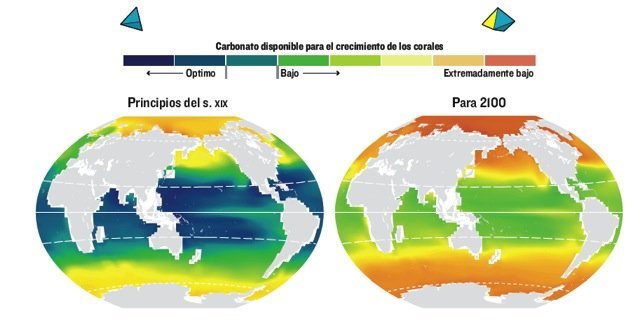 Carbonato disponible para el crecimiento de los corales
Optimo Bajo Extremadamente bajo
Principios del s. XIX Para 2100